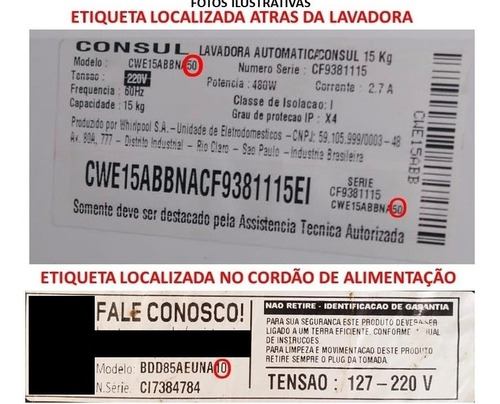 FOTOS ILUSTRATIVAS
ETIQUETA LOCALIZADA ATRAS DA LAVADORA
CONSUL LAVADORA AUTOMATICA CONSUL 15 Kg
Modelo : CWE15ABBNA50 Numero Serie : CF9381115
Tensao : 220V Potencia : 480W Corrente : 2.7 A
Frequencia : 60Hz Classe de Isolacao: I
Capacidade : 15 kg Grau de protecao IP : X4
Produzido por Whirlpool S.A.-Unidade de Eletrodomesticos - CNPJ: 59.105.999/0003-48
Av. 80A, 777 - Distrito Industrial - Rio Claro - Sao Paulo - Industria Brasileira
CWE15ABBNACF9381115EI
SERIE
CF9381115
CWE15ABBNA50
Somente deve ser destacado pela Assistencia Tecnica Autorizada
CWE15ABB
ETIQUETA LOCALIZADA NO CORDÃO DE ALIMENTAÇÃO
FALE CONOSCO!
Modelo: BDD85AEUNA10
N.Série: CI7384784
NAO RETIRE - IDENTIFICACAO DE GARANTIA
PARA SUA SEGURANCA ESTE PRODUTO DEVERA SER
LIGADO A UM TERRA EFICIENTE, CONFORME MANUAL
DE INSTRUCOES
PARA LIMPEZA E MOVIMENTACAO DESTE PRODUTO
RETIRE SEMPRE O PLUG DA TOMADA.
TENSAO : 127-220 V